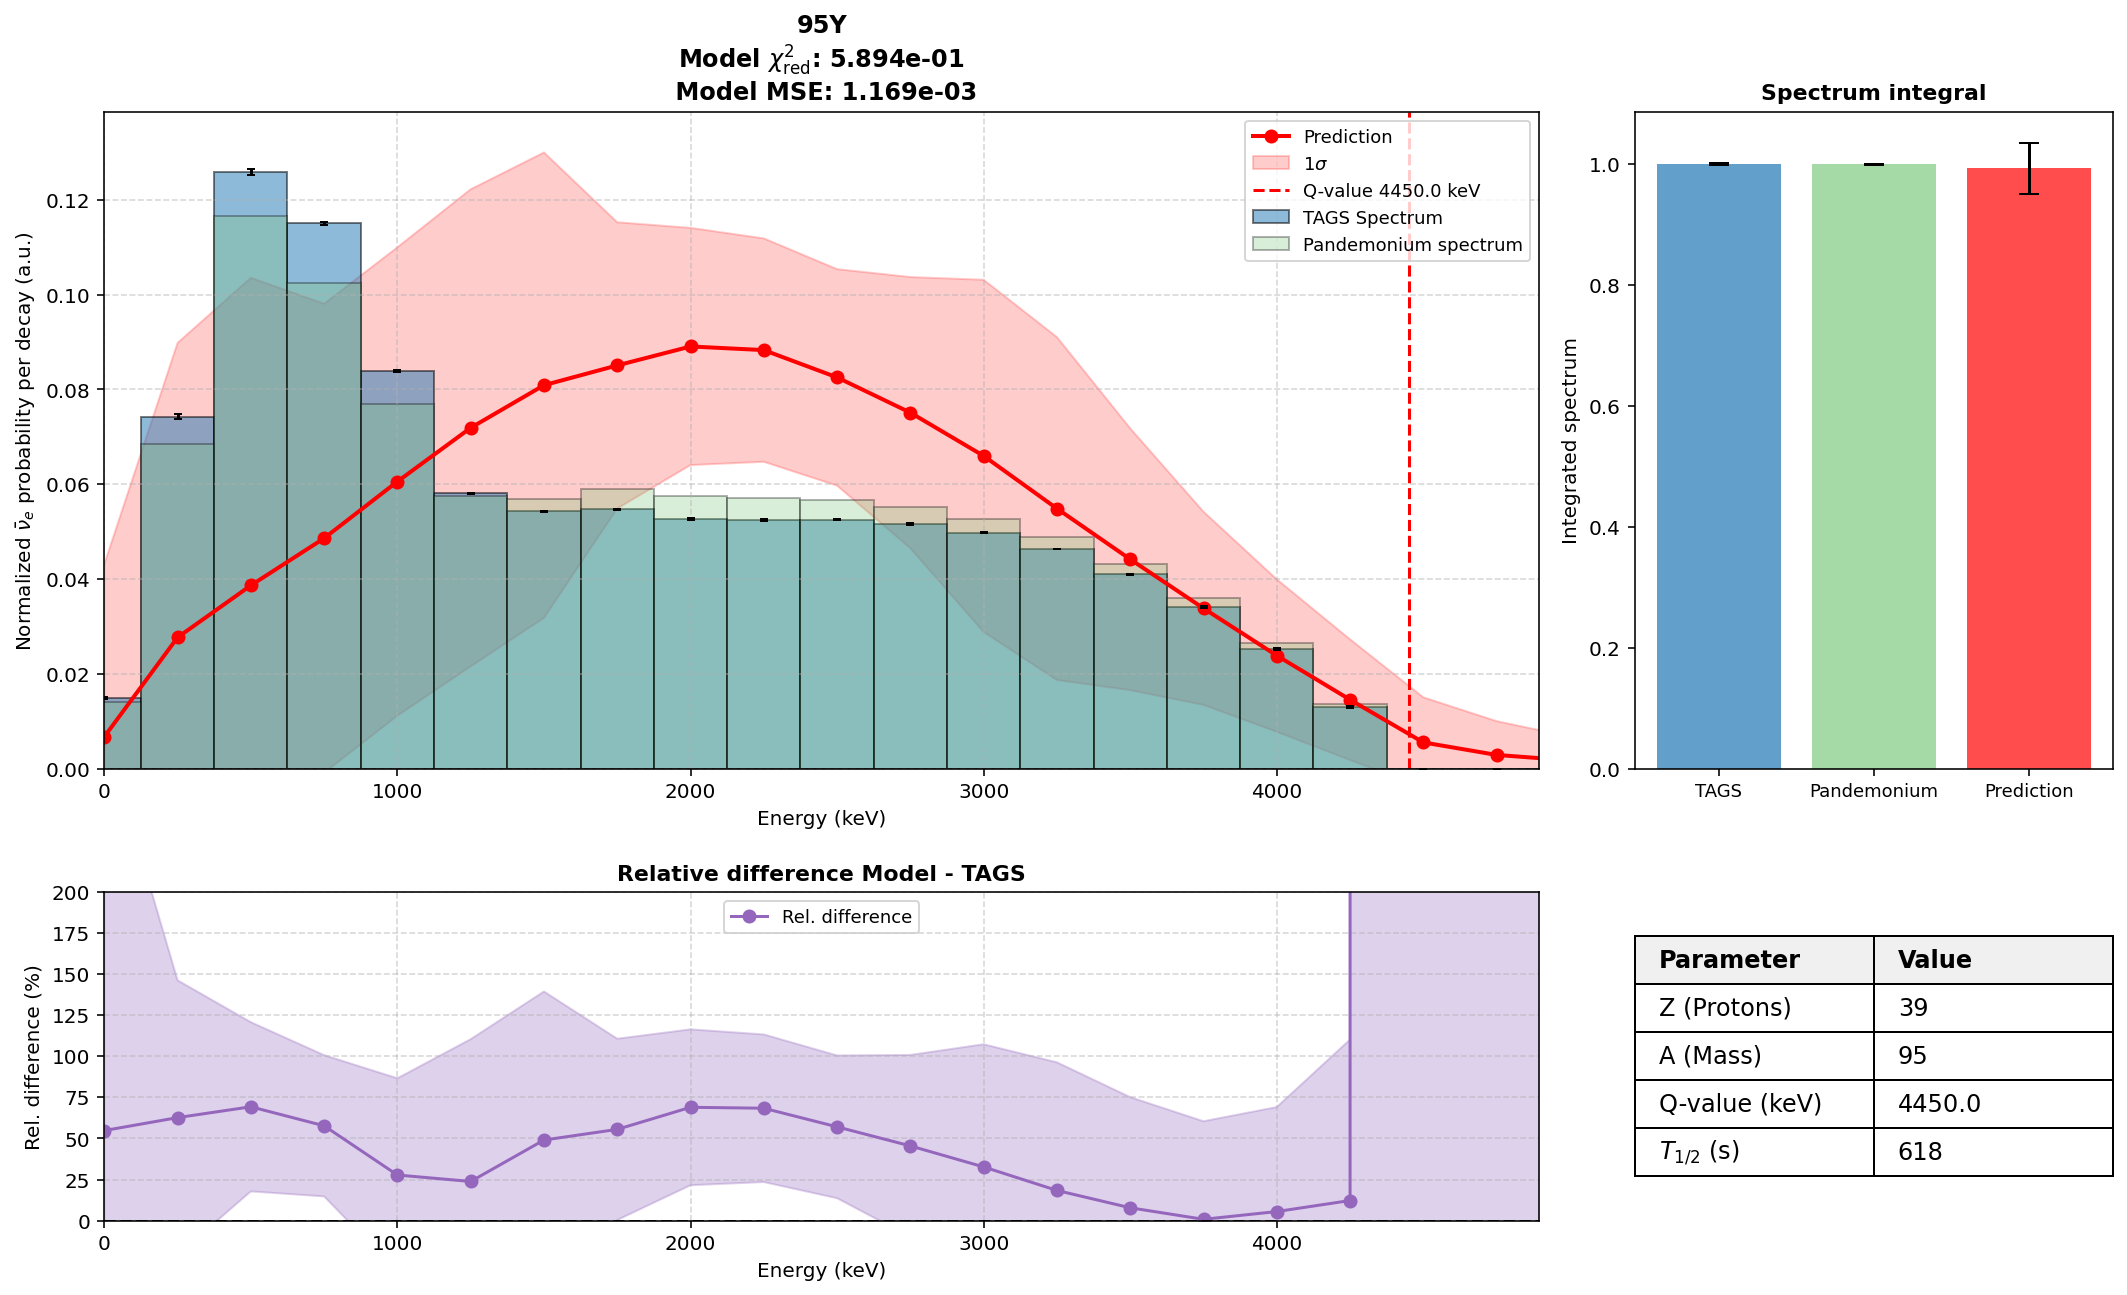 95Y
Model χ²red: 5.894e-01
Model MSE: 1.169e-03
Normalized ν̄e probability per decay (a.u.)
0.12
0.10
0.08
0.06
0.04
0.02
0.00
0 1000 2000 3000 4000
Energy (keV)
Prediction
1σ
Q-value 4450.0 keV
TAGS Spectrum
Pandemonium spectrum
Spectrum integral
Integrated spectrum
1.0
0.8
0.6
0.4
0.2
0.0
TAGS Pandemonium Prediction
Relative difference Model - TAGS
Rel. difference (%)
200
175
150
125
100
75
50
25
0
0 1000 2000 3000 4000
Energy (keV)
Rel. difference
Parameter Value
Z (Protons) 39
A (Mass) 95
Q-value (keV) 4450.0
T1/2 (s) 618